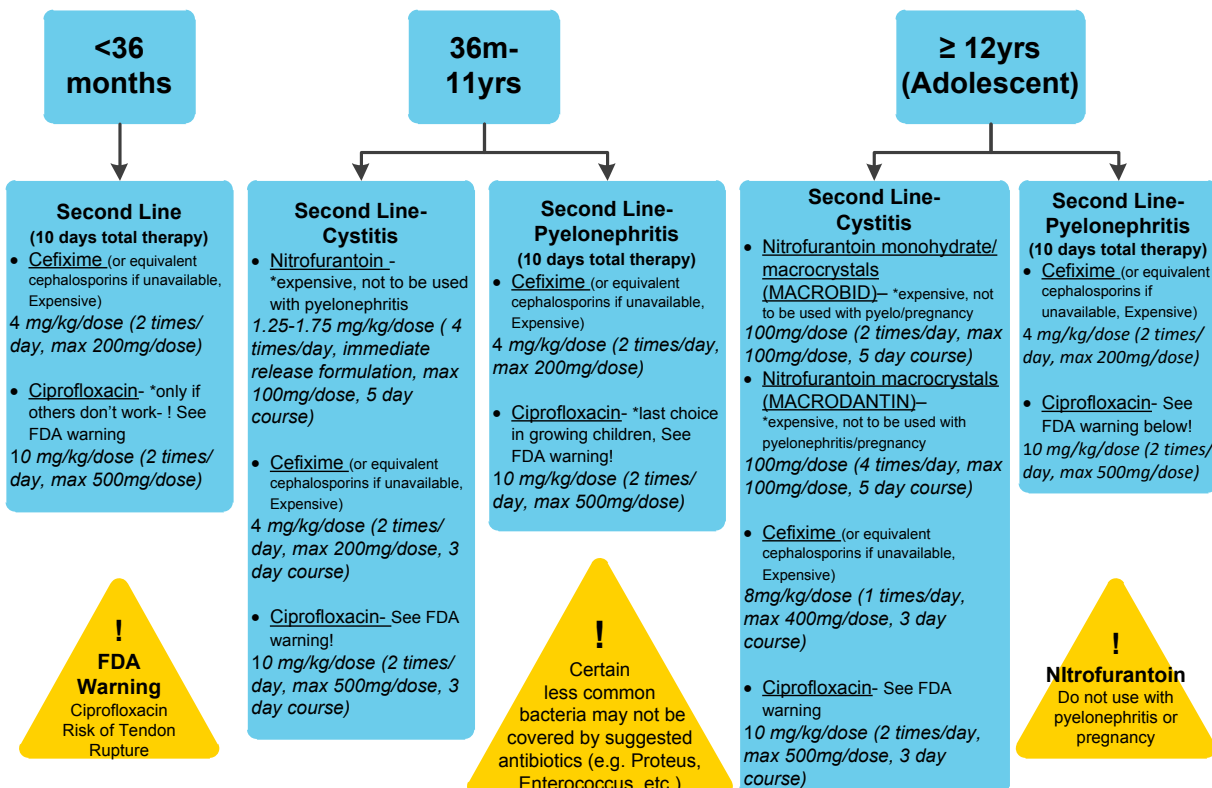 <36
months
36m-
11yrs
≥ 12yrs
(Adolescent)
Second Line
(10 days total therapy)
• Cefixime (or equivalent
cephalosporins if unavailable,
Expensive)
4 mg/kg/dose (2 times/
day, max 200mg/dose)
• Ciprofloxacin- *only if
others don't work- ! See
FDA warning
10 mg/kg/dose (2 times/
day, max 500mg/dose)
Second Line-
Cystitis
• Nitrofurantoin -
*expensive, not to be used
with pyelonephritis
1.25-1.75 mg/kg/dose ( 4
times/day, immediate
release formulation, max
100mg/dose, 5 day
course)
• Cefixime (or equivalent
cephalosporins if unavailable,
Expensive)
4 mg/kg/dose (2 times/
day, max 200mg/dose, 3
day course)
• Ciprofloxacin- See FDA
warning!
10 mg/kg/dose (2 times/
day, max 500mg/dose, 3
day course)
Second Line-
Pyelonephritis
(10 days total therapy)
• Cefixime (or equivalent
cephalosporins if unavailable,
Expensive)
4 mg/kg/dose (2 times/day,
max 200mg/dose)
• Ciprofloxacin- *last choice
in growing children, See
FDA warning!
10 mg/kg/dose (2 times/
day, max 500mg/dose)
Second Line-
Cystitis
• Nitrofurantoin monohydrate/
macrocrystals
(MACROBID)– *expensive, not
to be used with pyelo/pregnancy
100mg/dose (2 times/day, max
100mg/dose, 5 day course)
• Nitrofurantoin macrocrystals
(MACRODANTIN)–
*expensive, not to be used with
pyelonephritis/pregnancy
100mg/dose (4 times/day, max
100mg/dose, 5 day course)
• Cefixime (or equivalent
cephalosporins if unavailable,
Expensive)
8mg/kg/dose (1 times/day,
max 400mg/dose, 3 day
course)
• Ciprofloxacin- See FDA
warning
10 mg/kg/dose (2 times/day,
max 500mg/dose, 3 day
course)
Second Line-
Pyelonephritis
(10 days total therapy)
• Cefixime (or equivalent
cephalosporins if
unavailable, Expensive)
4 mg/kg/dose (2 times/
day, max 200mg/dose)
• Ciprofloxacin- See
FDA warning below!
10 mg/kg/dose (2 times/
day, max 500mg/dose)
!
FDA
Warning
Ciprofloxacin
Risk of Tendon
Rupture
!
Certain
less common
bacteria may not be
covered by suggested
antibiotics (e.g. Proteus,
Enterococcus, etc.)
!
NItrofurantoin
Do not use with
pyelonephritis or
pregnancy